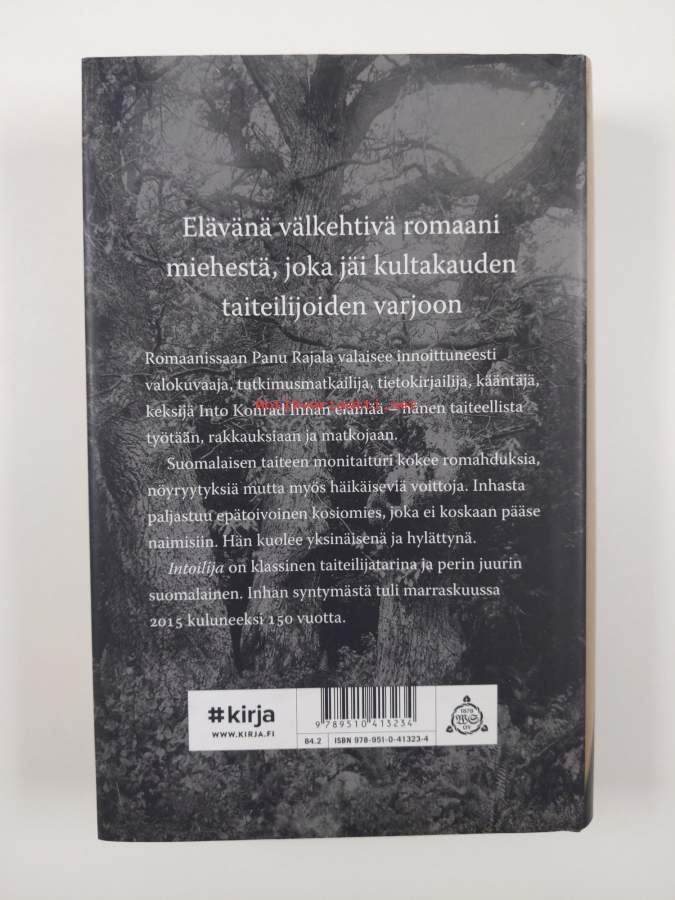 Elävänä välkehtivä romaani
miehestä, joka jäi kultakauden
taiteilijoiden varjoon
Romaanissaan Panu Rajala valaisee innoittuneesti
valokuvaaja, tutkimusmatkailija, tietokirjailija, kääntäjä,
keksijä Into Konrad Inhan elämää – hänen taiteellista
työtään, rakkauksiaan ja matkojaan.
Suomalaisen taiteen monitaituri kokee romahduksia,
nöyryytyksiä mutta myös häikäiseviä voittoja. Inhasta
paljastuu epätoivoinen kosiomies, joka ei koskaan pääse
naimisiin. Hän kuolee yksinäisenä ja hylättynä.
Intoilija on klassinen taiteilijatarina ja perin juurin
suomalainen. Inhan syntymästä tuli marraskuussa
2015 kuluneeksi 150 vuotta.
#kirja
WWW.KIRJA.FI
9 789510 413234
84.2
ISBN 978-951-0-41323-4
1878
OY